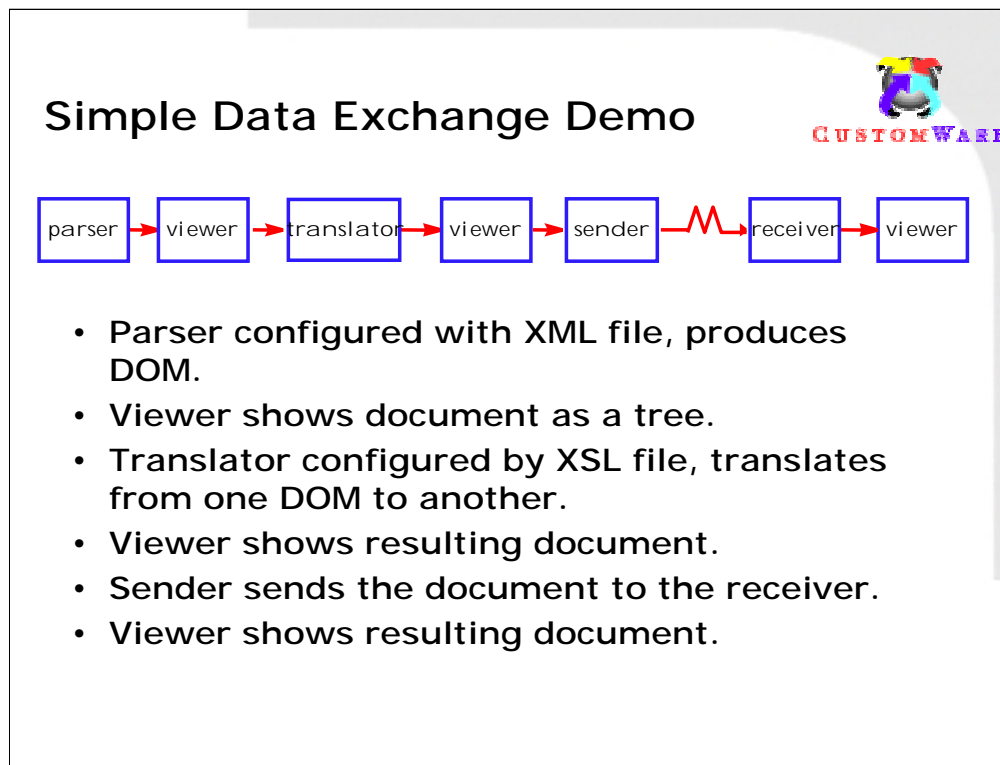 Simple Data Exchange Demo
CUSTOMWARE
parser viewer translator viewer sender receiver viewer
• Parser configured with XML file, produces
DOM.
• Viewer shows document as a tree.
• Translator configured by XSL file, translates
from one DOM to another.
• Viewer shows resulting document.
• Sender sends the document to the receiver.
• Viewer shows resulting document.